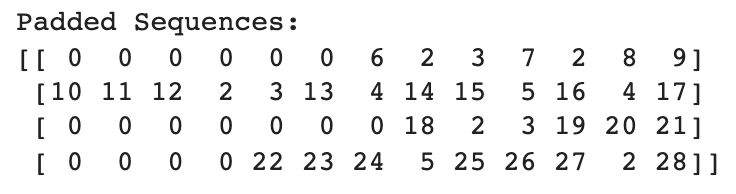 Padded Sequences:
[[ 0  0  0  0  0  0  6  2  3  7  2  8  9]
 [10 11 12  2  3 13  4 14 15  5 16  4 17]
 [ 0  0  0  0  0  0  0 18  2  3 19 20 21]
 [ 0  0  0  0 22 23 24  5 25 26 27  2 28]]